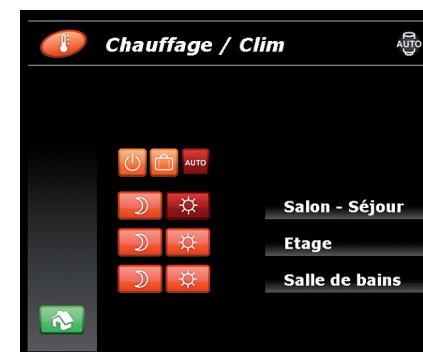 Chauffage / Clim AUTO
AUTO
Salon - Séjour
Etage
Salle de bains